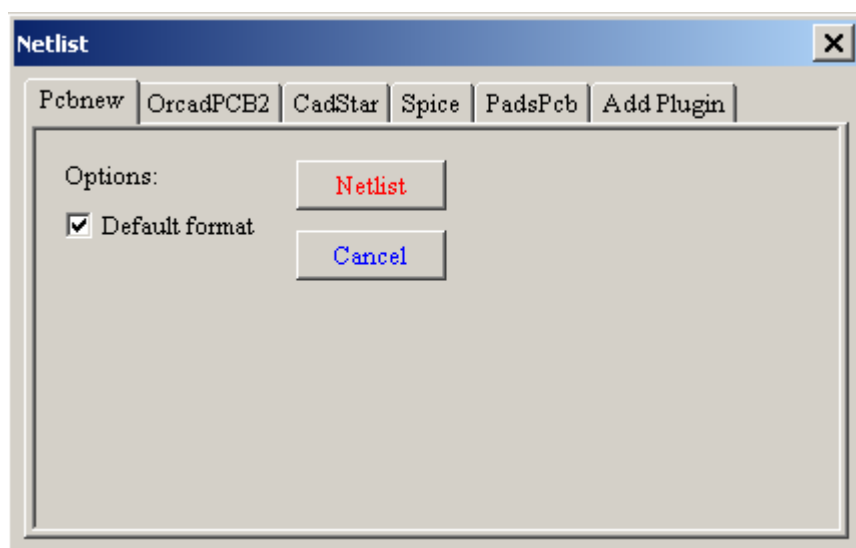 Netlist
Pcbnew OrcadPCB2 CadStar Spice PadsPcb Add Plugin
Options:
Netlist
Default format
Cancel